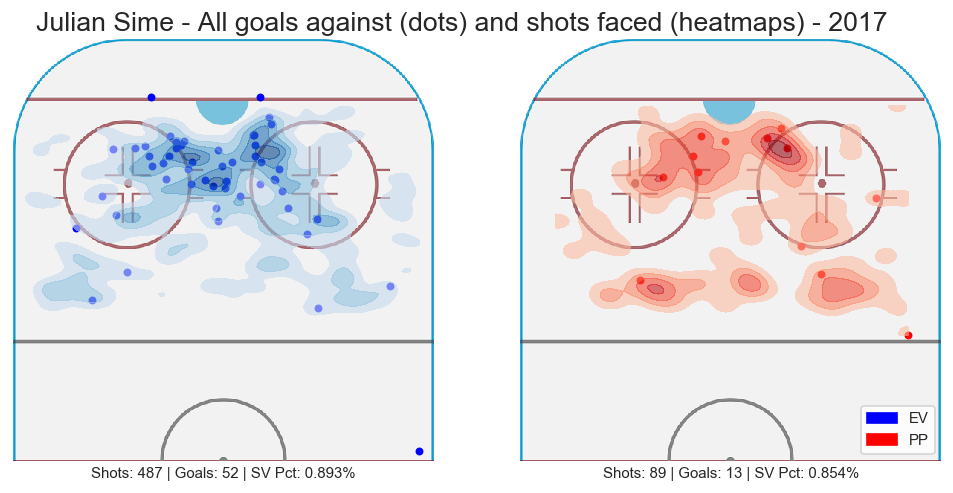 Julian Sime - All goals against (dots) and shots faced (heatmaps) - 2017
EV
PP
Shots: 487 | Goals: 52 | SV Pct: 0.893%
Shots: 89 | Goals: 13 | SV Pct: 0.854%